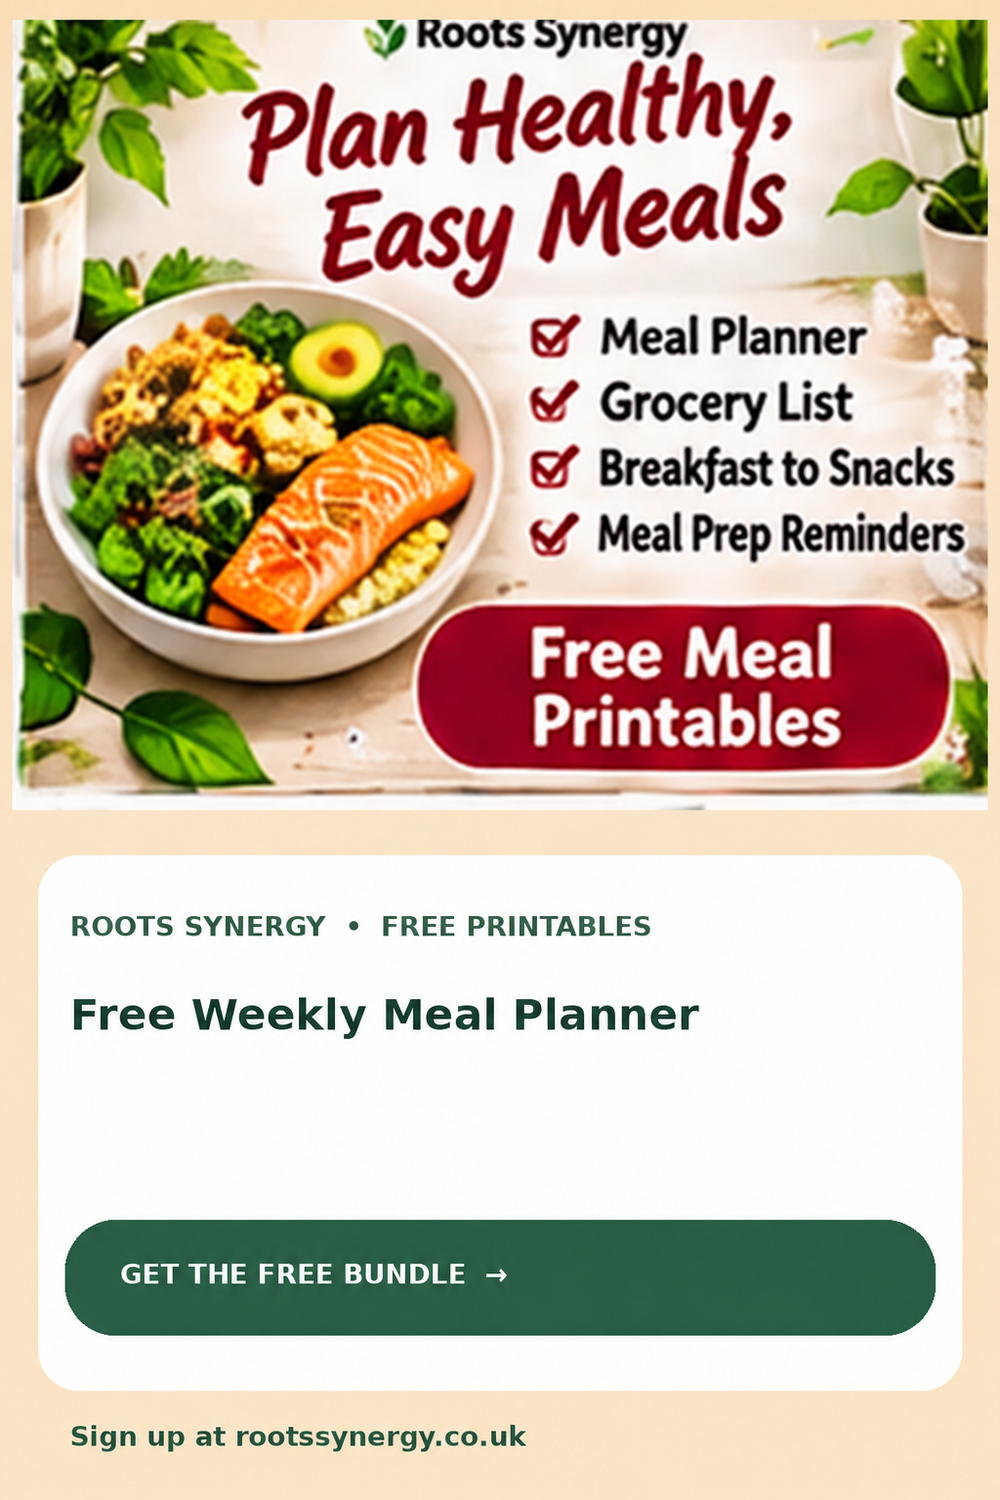 Roots Synergy
Plan Healthy,
Easy Meals
Meal Planner
Grocery List
Breakfast to Snacks
Meal Prep Reminders
Free Meal
Printables
ROOTS SYNERGY • FREE PRINTABLES
Free Weekly Meal Planner
GET THE FREE BUNDLE →
Sign up at rootssynergy.co.uk